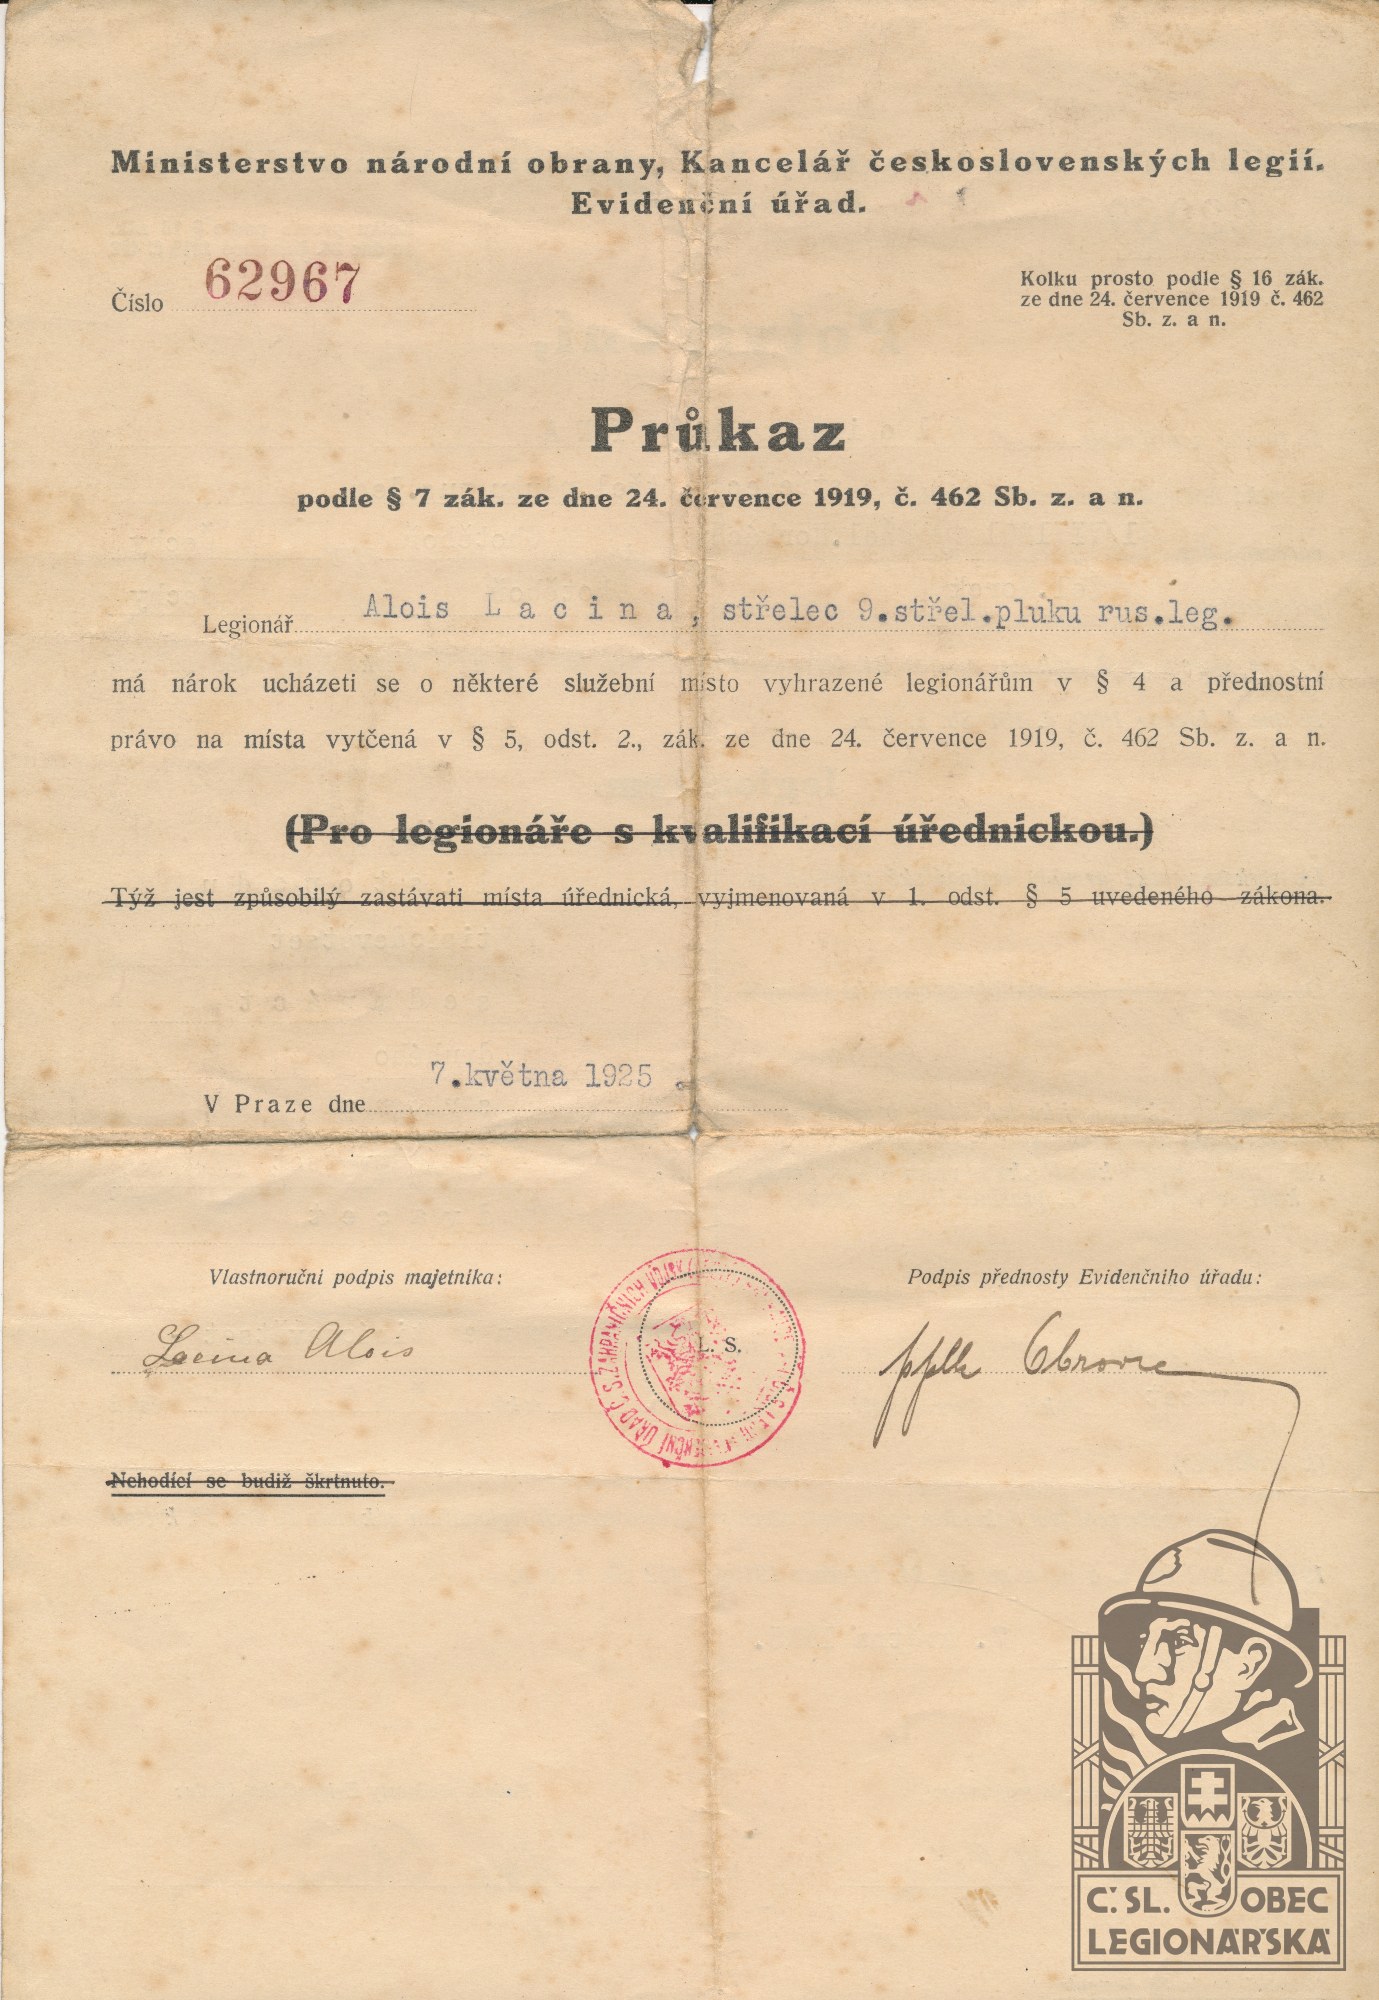 Ministerstvo národní obrany, Kancelář československých legií.
Evidenční úřad.
Číslo 62967
Kolku prosto podle § 16 zák.
ze dne 24. července 1919 č. 462
Sb. z. a n.
Průkaz
podle § 7 zák. ze dne 24. července 1919, č. 462 Sb. z. a n.
Legionář Alois Lacina, střelec 9.střel.pluku rus.leg.
má nárok ucházeti se o některé služební místo vyhrazené legionářům v § 4 a přednostní
právo na místa vytčená v § 5, odst. 2., zák. ze dne 24. července 1919, č. 462 Sb. z. a n.
(Pro legionáře s kvalifikací úřednickou.)
Týž jest způsobilý zastávati místa úřednická, vyjmenovaná v 1. odst. § 5 uvedeného zákona.
V Praze dne 7.května 1925.
Vlastnoruční podpis majetníka:
Podpis přednosty Evidenčního úřadu:
Lacina Alois
L. S.
ÚŘAD Č. S. ZAHRANIČNÍCH
Nehodící se budiž škrtnuto.
Č. SL. OBEC
LEGIONÁŘSKÁ